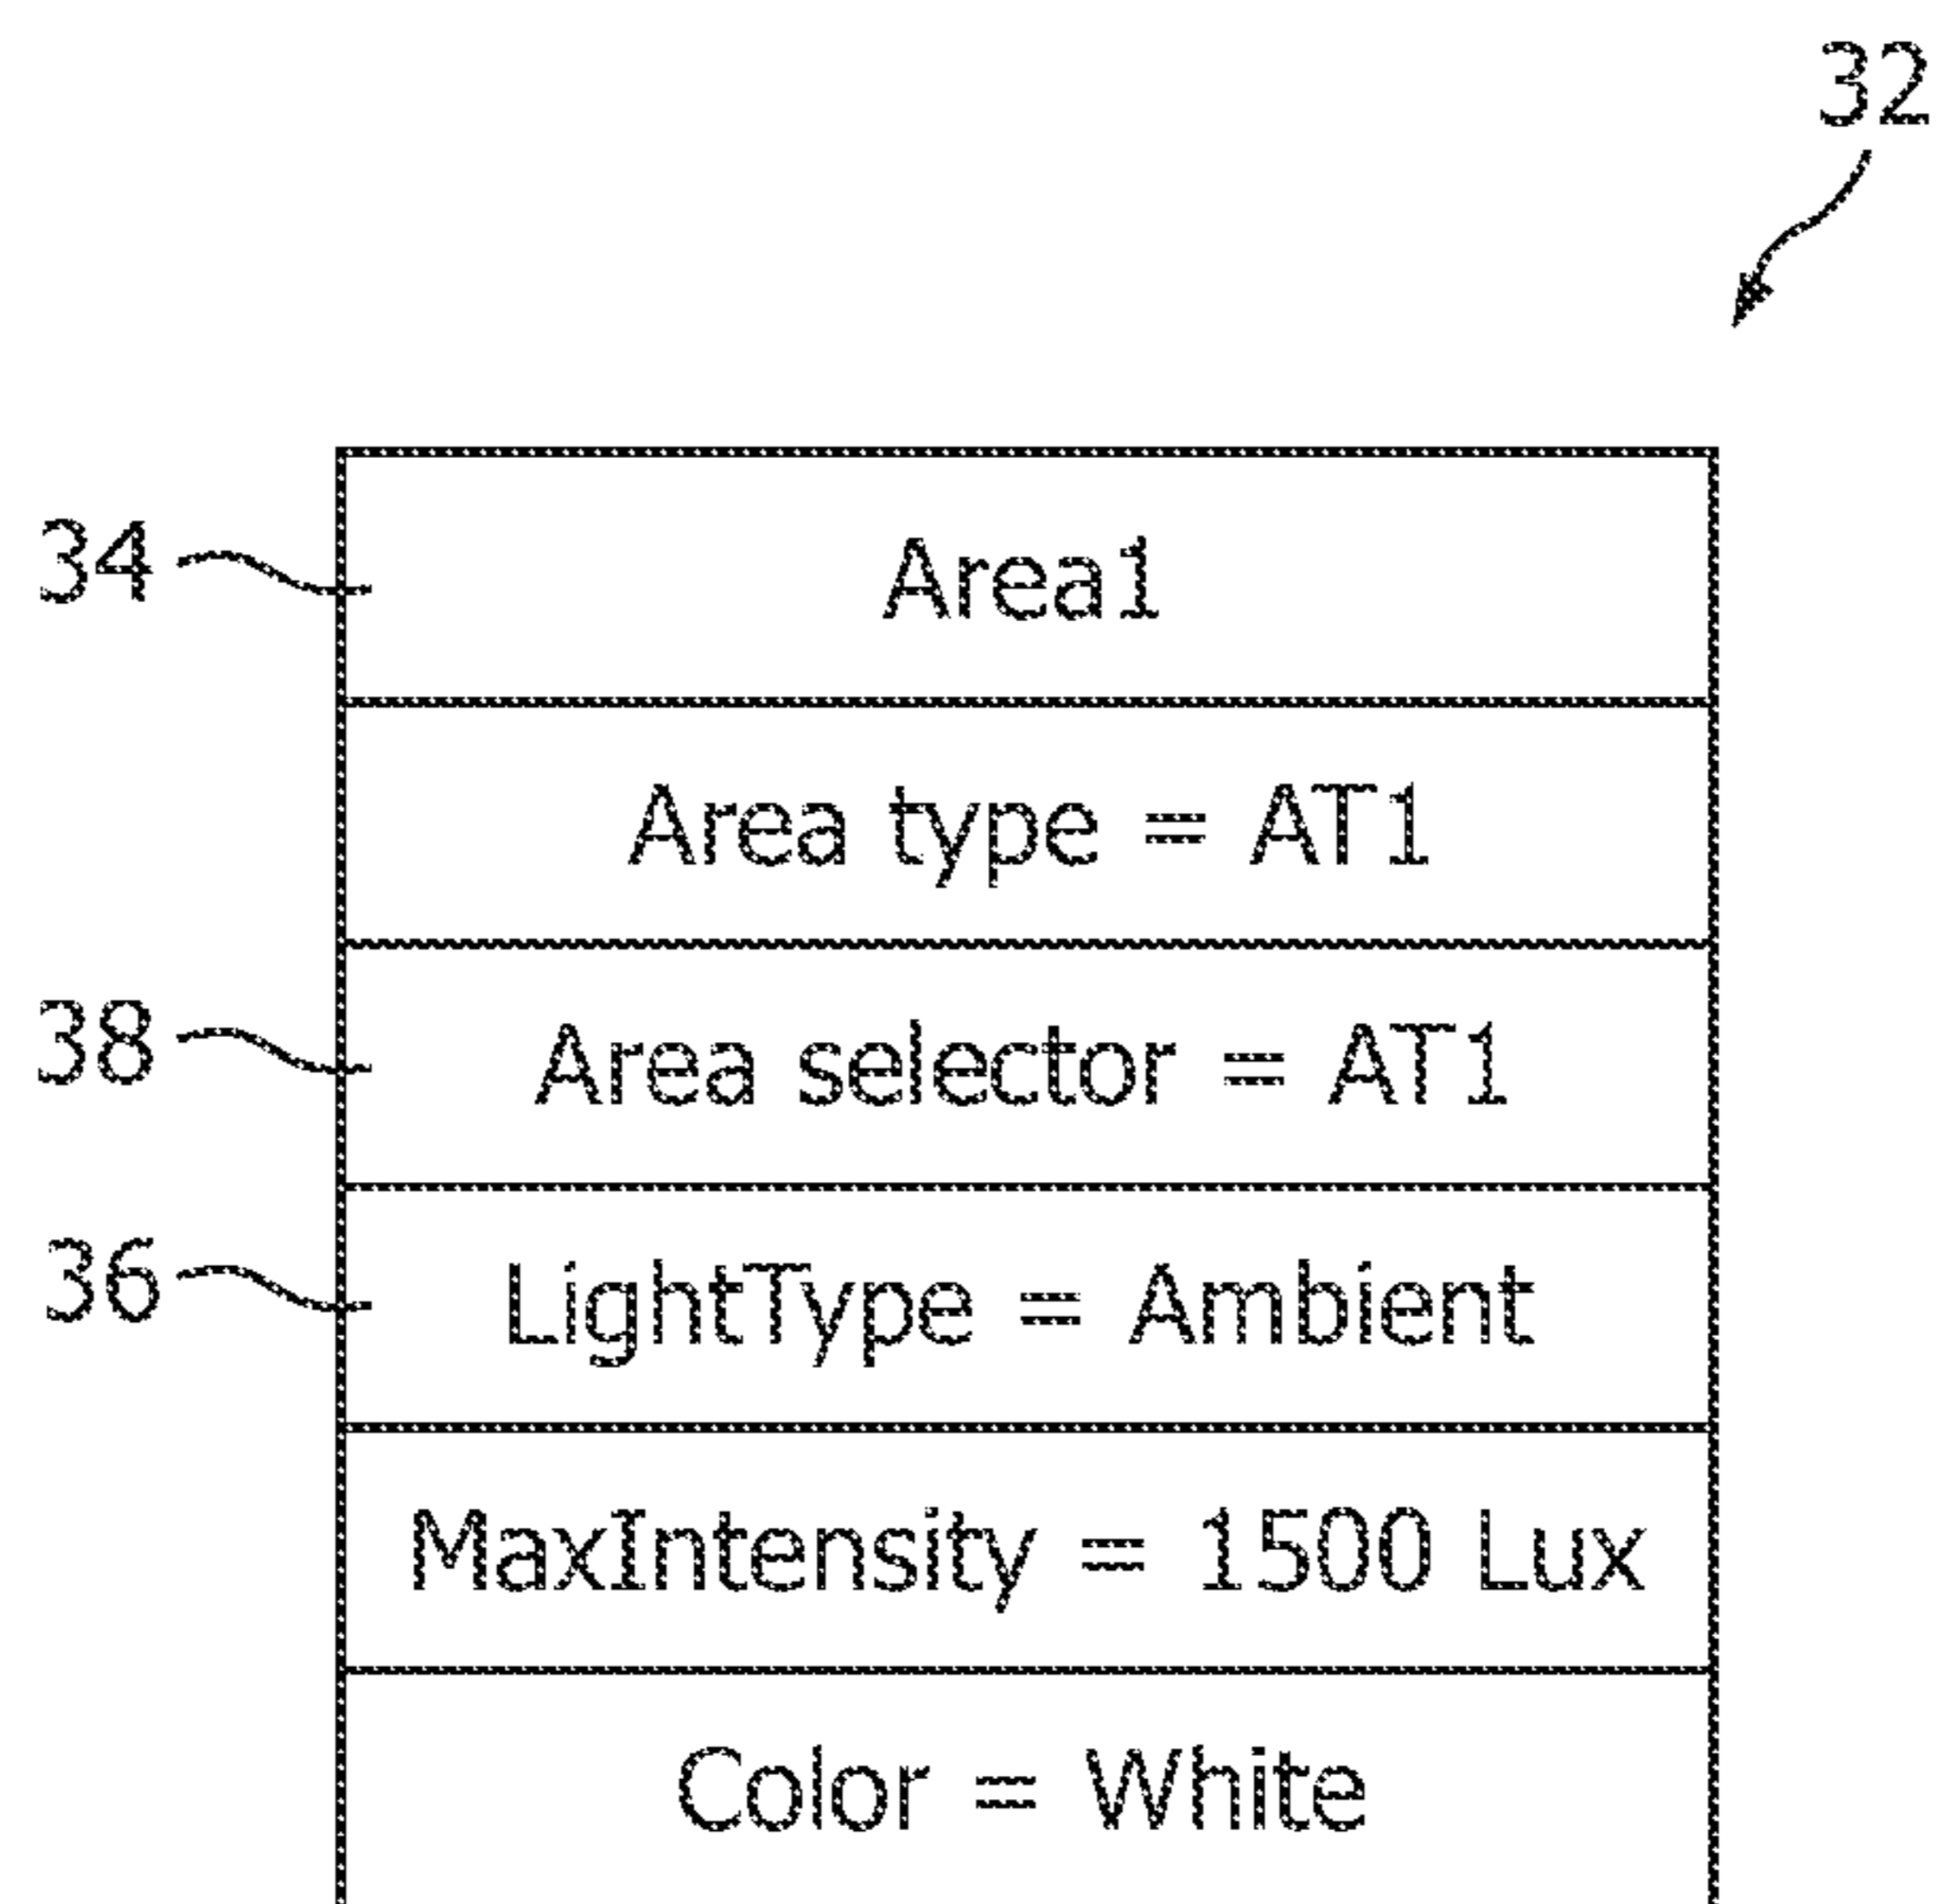 32
34
Area1
Area type = AT1
38
Area selector = AT1
36
LightType = Ambient
MaxIntensity = 1500 Lux
Color = White